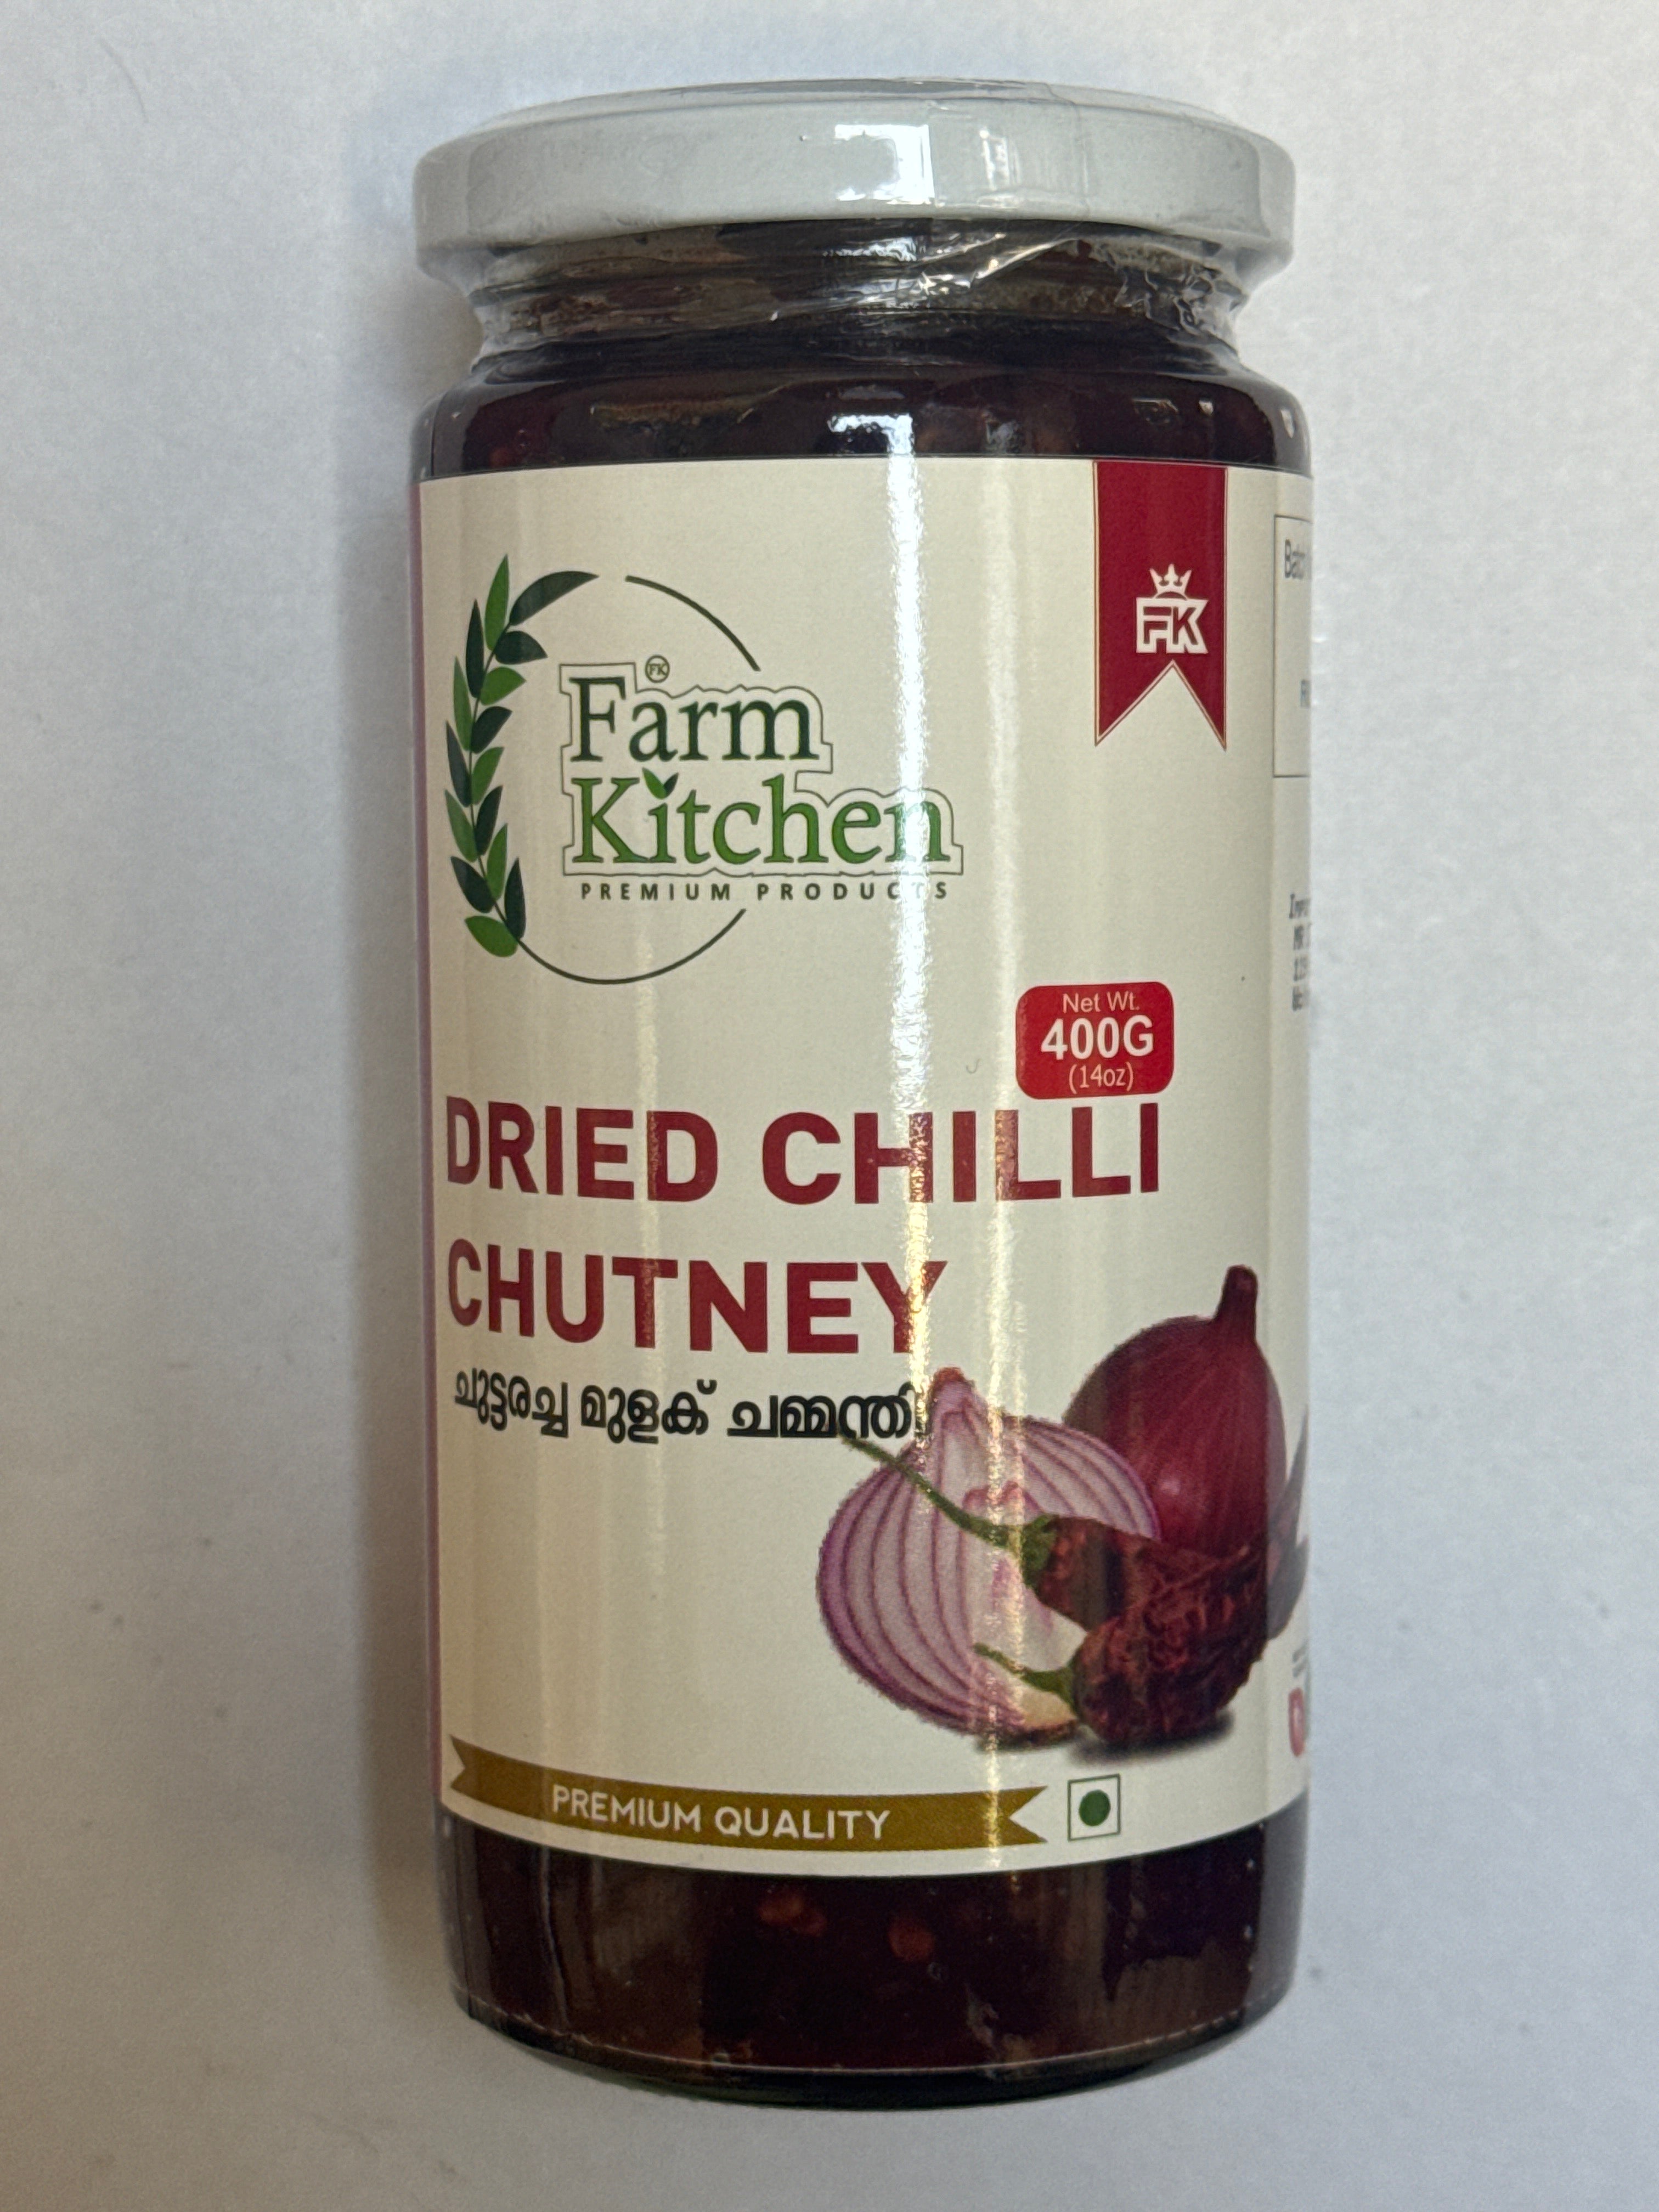 FK
FK
Farm
Kitchen
PREMIUM PRODUCTS
Net Wt.
400G
(14oz)
DRIED CHILLI
CHUTNEY
ചുട്ടരച്ച മുളക് ചമ്മന്തി
PREMIUM QUALITY